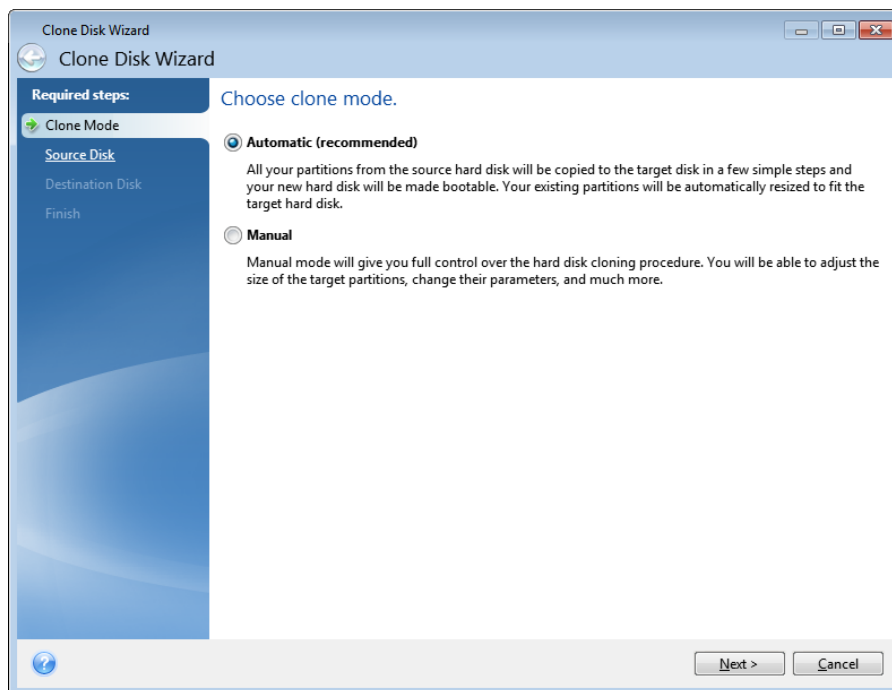 Clone Disk Wizard
Clone Disk Wizard
Required steps:
Clone Mode
Source Disk
Destination Disk
Finish
Choose clone mode.
Automatic (recommended)
All your partitions from the source hard disk will be copied to the target disk in a few simple steps and
your new hard disk will be made bootable. Your existing partitions will be automatically resized to fit the
target hard disk.
Manual
Manual mode will give you full control over the hard disk cloning procedure. You will be able to adjust the
size of the target partitions, change their parameters, and much more.
?
Next >
Cancel